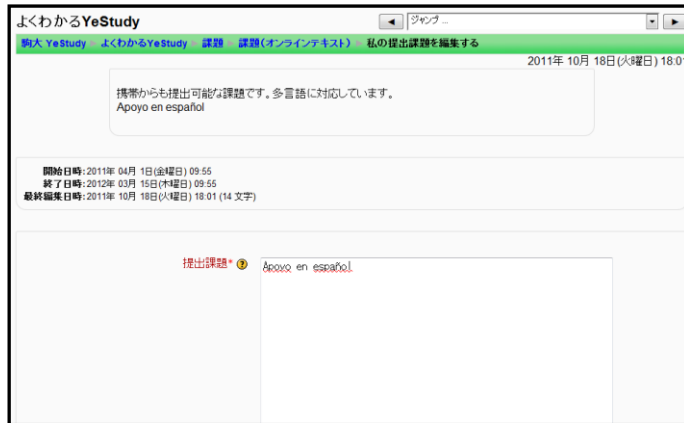 よくわかるYeStudy
ジャンプ ...
駒大 YeStudy ► よくわかるYeStudy ► 課題 ► 課題(オンラインテキスト) ► 私の提出課題を編集する
2011年 10月 18日(火曜日) 18:01
携帯からも提出可能な課題です。多言語に対応しています。
Apoyo en español
開始日時: 2011年 04月 1日(金曜日) 09:55
終了日時: 2012年 03月 15日(木曜日) 09:55
最終編集日時: 2011年 10月 18日(火曜日) 18:01 (14 文字)
提出課題*
Apoyo en español